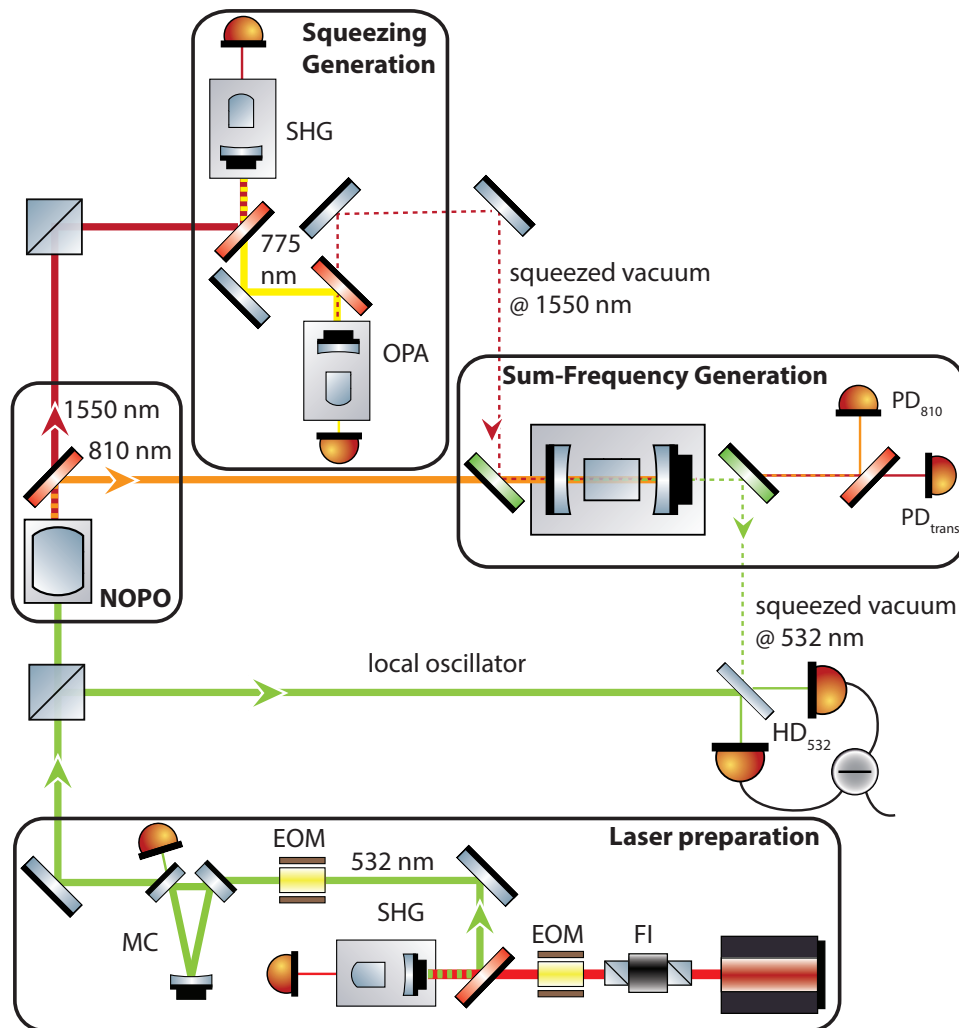 Squeezing
Generation
SHG
775
nm
squeezed vacuum
@ 1550 nm
OPA
Sum-Frequency Generation
PD810
1550 nm
810 nm
PDtrans
NOPO
squeezed vacuum
@ 532 nm
local oscillator
HD532
Laser preparation
EOM
532 nm
SHG
MC
EOM
FI